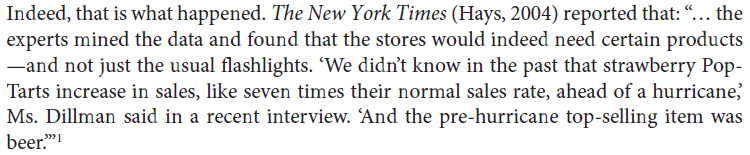 Indeed, that is what happened. The New York Times (Hays, 2004) reported that: “… the
experts mined the data and found that the stores would indeed need certain products
—and not just the usual flashlights. ‘We didn’t know in the past that strawberry Pop-
Tarts increase in sales, like seven times their normal sales rate, ahead of a hurricane,’
Ms. Dillman said in a recent interview. ‘And the pre-hurricane top-selling item was
beer.’”¹